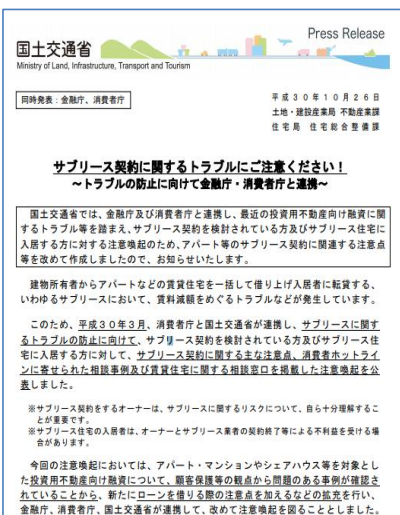 Press Release
国土交通省
Ministry of Land, Infrastructure, Transport and Tourism
同時発表：金融庁、消費者庁
平成３０年１０月２６日
土地・建設産業局 不動産業課
住宅局 住宅総合整備課
サブリース契約に関するトラブルにご注意ください！
～トラブルの防止に向けて金融庁・消費者庁と連携～
国土交通省では、金融庁及び消費者庁と連携し、最近の投資用不動産向け融資に関
するトラブル等を踏まえ、サブリース契約を検討されている方及びサブリース住宅に
入居する方に対する注意喚起のため、アパート等のサブリース契約に関連する注意点
等を改めて作成しましたので、お知らせいたします。
建物所有者からアパートなどの賃貸住宅を一括して借り上げ入居者に転貸する、
いわゆるサブリースにおいて、賃料減額をめぐるトラブルなどが発生しています。
このため、平成３０年３月、消費者庁と国土交通省が連携し、サブリースに関す
るトラブルの防止に向けて、サブリース契約を検討されている方及びサブリース住
宅に入居する方に対して、サブリース契約に関する主な注意点、消費者ホットライ
ンに寄せられた相談事例及び賃貸住宅に関する相談窓口を掲載した注意喚起を公
表しました。
※サブリース契約をするオーナーは、サブリースに関するリスクについて、自ら十分理解するこ
とが重要です。
※サブリース住宅の入居者は、オーナーとサブリース業者の契約終了等による不利益を受ける場
合があります。
今回の注意喚起においては、アパート・マンションやシェアハウス等を対象とし
た投資用不動産向け融資について、顧客保護等の観点から問題のある事例が確認さ
れていることから、新たにローンを借りる際の注意点を加えるなどの拡充を行い、
金融庁、消費者庁、国土交通省が連携して、改めて注意喚起を図ることとしました。